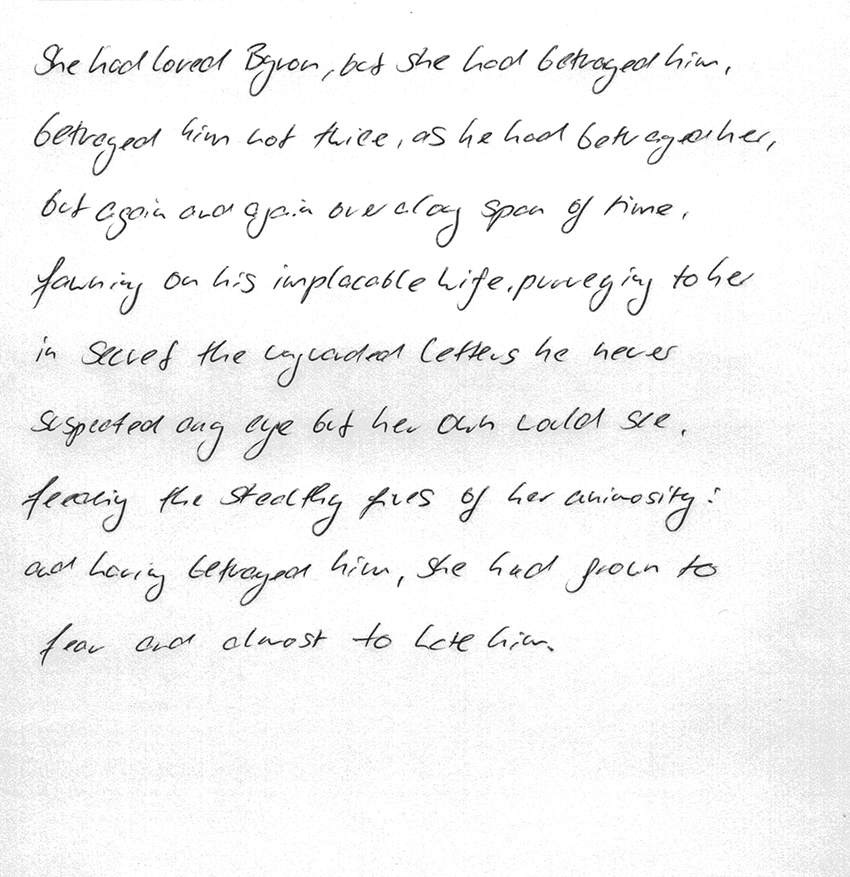 She had loved Byron, but she had betrayed him,
betrayed him not twice, as he had betrayed her,
but again and again over a long span of time,
fawning on his implacable wife, purveying to her
in secret the unguarded letters he never
suspected any eye but her own would see,
feeding the stealthy fires of her animosity:
and having betrayed him, she had grown to
fear and almost to hate him.